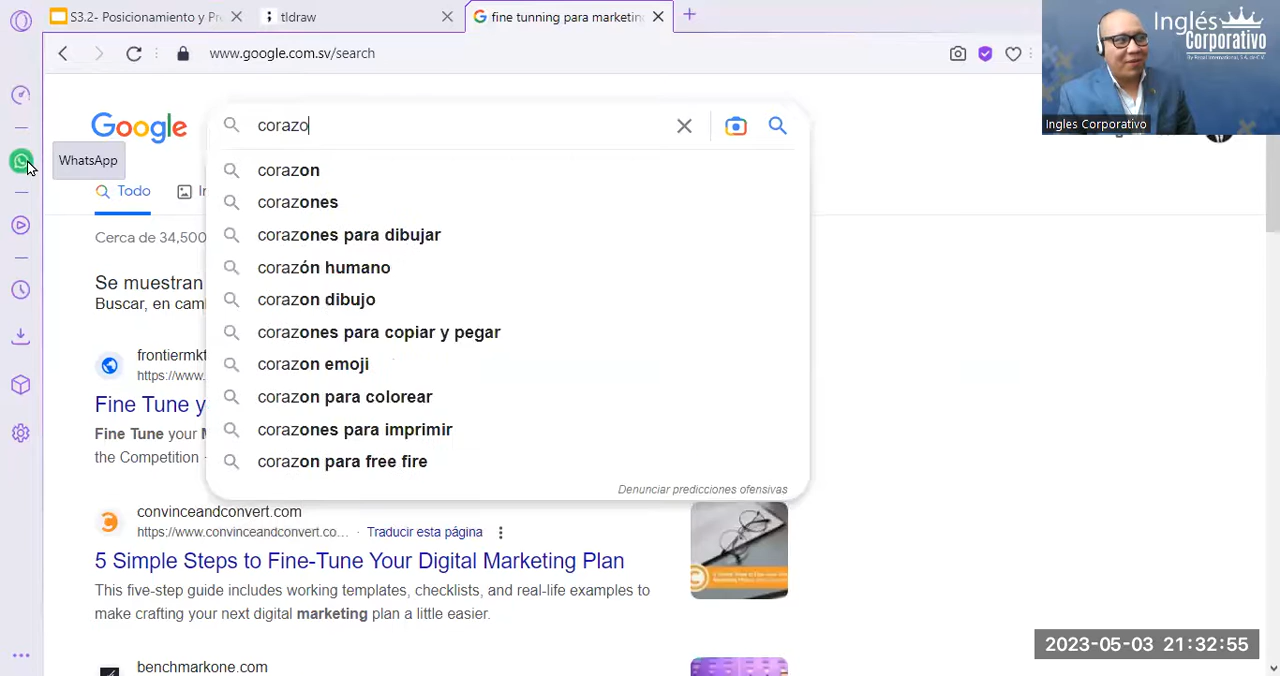 S3.2- Posicionamiento y Pr
tldraw
fine tunning para marketin
www.google.com.sv/search
Inglés
Corporativo
Ingles Corporativo
Google
corazo
WhatsApp
Todo
corazon
corazones
corazones para dibujar
corazón humano
corazon dibujo
corazones para copiar y pegar
corazon emoji
corazon para colorear
corazones para imprimir
corazon para free fire
Denunciar predicciones ofensivas
Cerca de 34,500
Se muestran
Buscar, en cam
frontiermkt
https://www.
Fine Tune y
Fine Tune your
the Competition -
convinceandconvert.com
https://www.convinceandconvert.co... · Traducir esta página
5 Simple Steps to Fine-Tune Your Digital Marketing Plan
This five-step guide includes working templates, checklists, and real-life examples to
make crafting your next digital marketing plan a little easier.
benchmarkone.com
2023-05-03 21:32:55